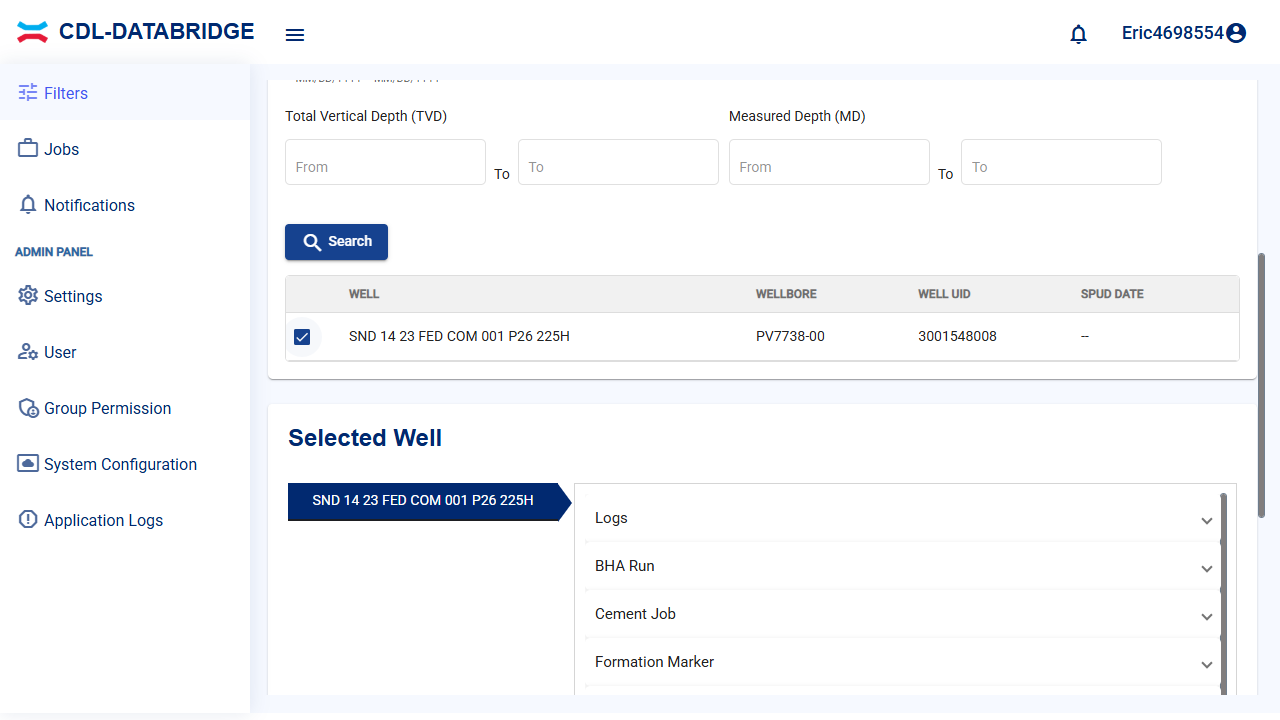 CDL-DATABRIDGE
Eric4698554
Filters
Jobs
Notifications
ADMIN PANEL
Settings
User
Group Permission
System Configuration
Application Logs
Total Vertical Depth (TVD)
Measured Depth (MD)
From To To From To To
Search
WELL WELLBORE WELL UID SPUD DATE
SND 14 23 FED COM 001 P26 225H PV7738-00 3001548008 --
Selected Well
SND 14 23 FED COM 001 P26 225H
Logs
BHA Run
Cement Job
Formation Marker